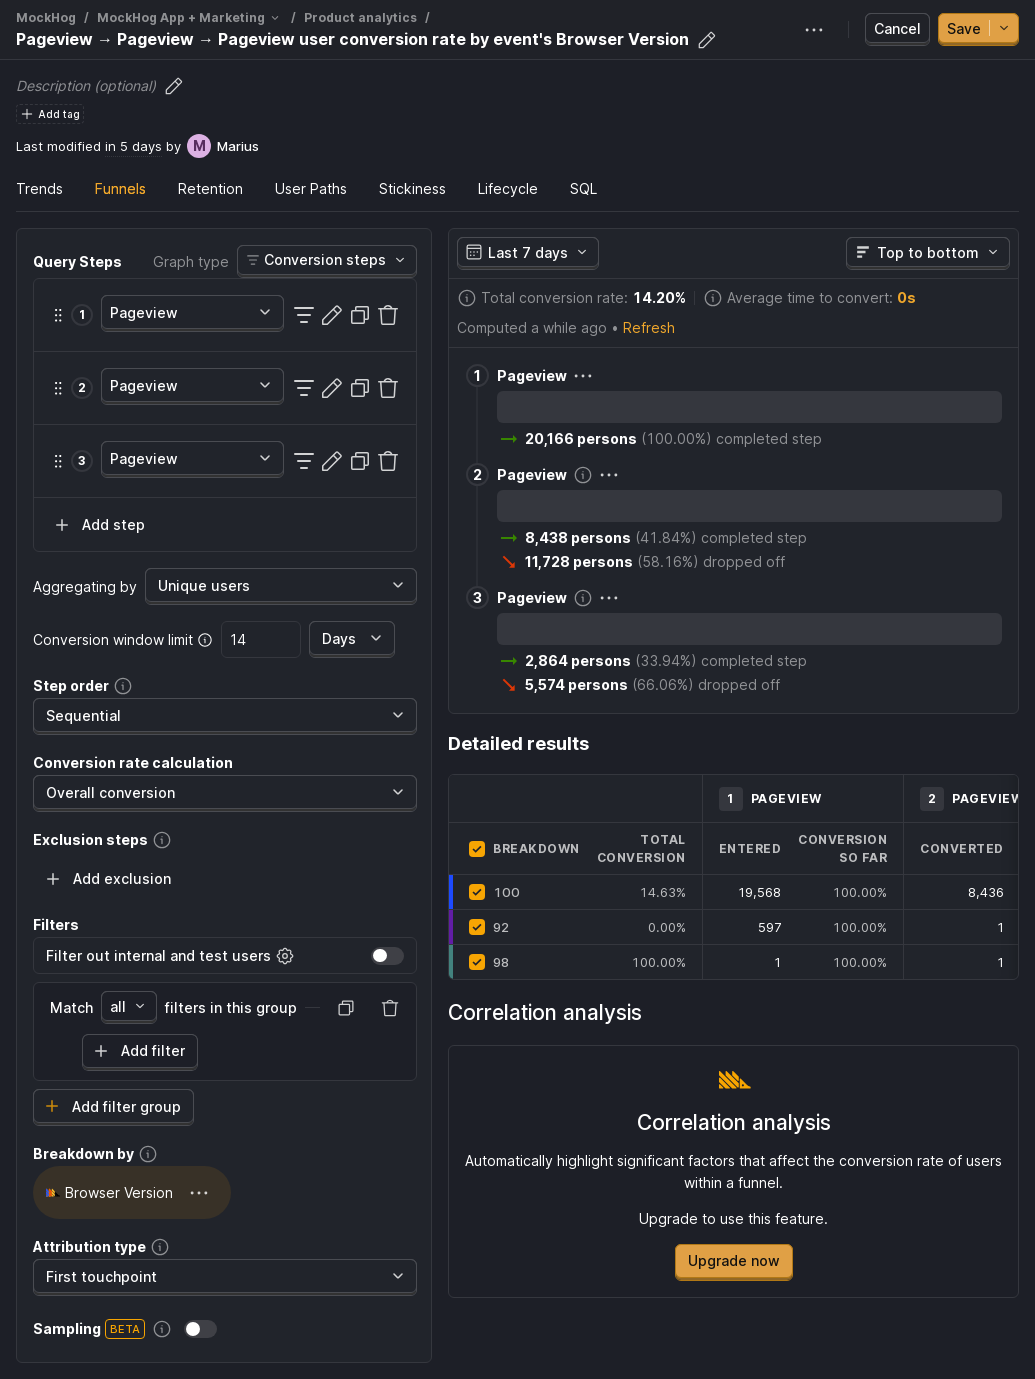 MockHog / MockHog App + Marketing / Product analytics /
Pageview → Pageview → Pageview user conversion rate by event's Browser Version
Cancel
Save
Description (optional)
Add tag
Last modified in 5 days by M Marius
Trends Funnels Retention User Paths Stickiness Lifecycle SQL
Query Steps
Graph type
Conversion steps
1 Pageview
2 Pageview
3 Pageview
Add step
Aggregating by Unique users
Conversion window limit 14 Days
Step order
Sequential
Conversion rate calculation
Overall conversion
Exclusion steps
Add exclusion
Filters
Filter out internal and test users
Match all filters in this group
Add filter
Add filter group
Breakdown by
Browser Version
Attribution type
First touchpoint
Sampling BETA
Last 7 days
Top to bottom
Total conversion rate: 14.20%
Average time to convert: 0s
Computed a while ago • Refresh
1 Pageview
20,166 persons (100.00%) completed step
2 Pageview
8,438 persons (41.84%) completed step
11,728 persons (58.16%) dropped off
3 Pageview
2,864 persons (33.94%) completed step
5,574 persons (66.06%) dropped off
Detailed results
1 PAGEVIEW 2 PAGEVIEW
BREAKDOWN TOTAL CONVERSION ENTERED CONVERSION SO FAR CONVERTED
100 14.63% 19,568 100.00% 8,436
92 0.00% 597 100.00% 1
98 100.00% 1 100.00% 1
Correlation analysis
Correlation analysis
Automatically highlight significant factors that affect the conversion rate of users
within a funnel.
Upgrade to use this feature.
Upgrade now